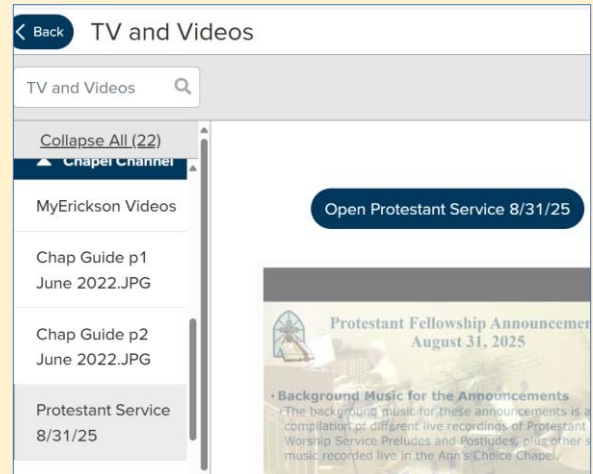 Back
TV and Videos
TV and Videos
Collapse All (22)
Chapel Channel
MyErickson Videos
Chap Guide p1
June 2022.JPG
Chap Guide p2
June 2022.JPG
Protestant Service
8/31/25
Open Protestant Service 8/31/25
Protestant Fellowship Announcemen
August 31, 2025
• Background Music for the Announcements
•The background music for these announcements is a
compilation of different live recordings of Protestant
Worship Service Preludes and Postludes, plus other s
music recorded live in the Ann's Choice Chapel.